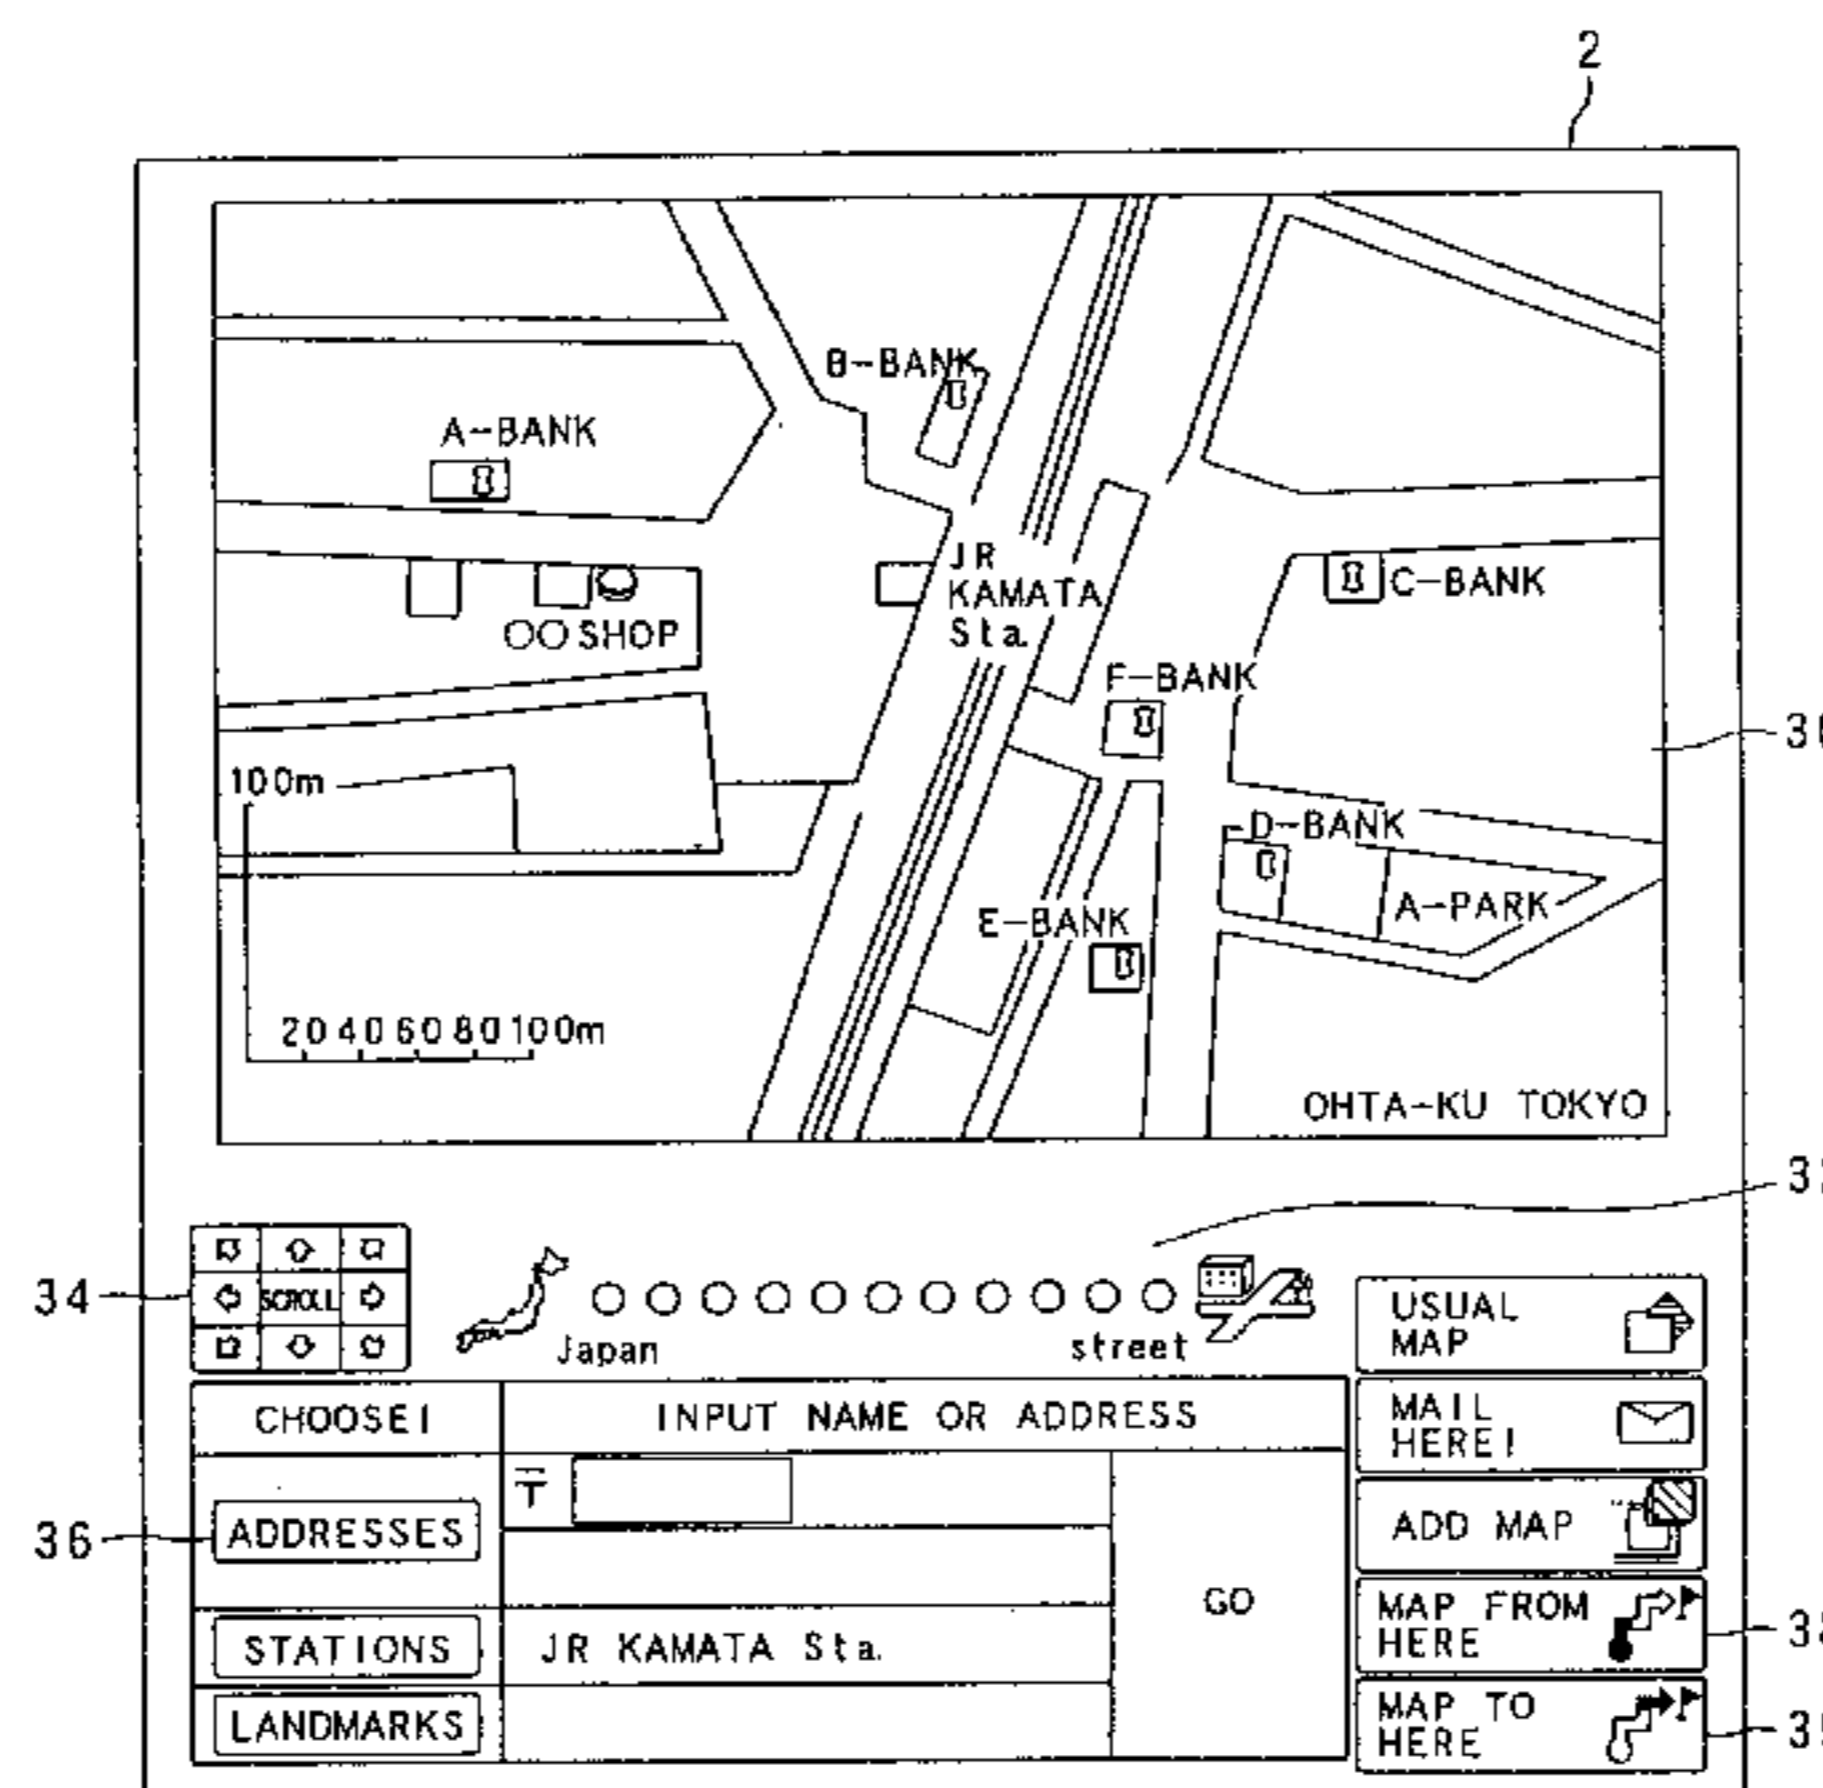 2
B-BANK
A-BANK
JR
KAMATA
Sta.
C-BANK
○○SHOP
F-BANK
100m
D-BANK
A-PARK
E-BANK
20 40 60 80 100m
OHTA-KU TOKYO
34
SCROLL
Japan
street
USUAL
MAP
CHOOSE!
INPUT NAME OR ADDRESS
MAIL
HERE!
〒
36
ADDRESSES
ADD MAP
GO
MAP FROM
HERE
STATIONS
JR KAMATA Sta.
LANDMARKS
MAP TO
HERE